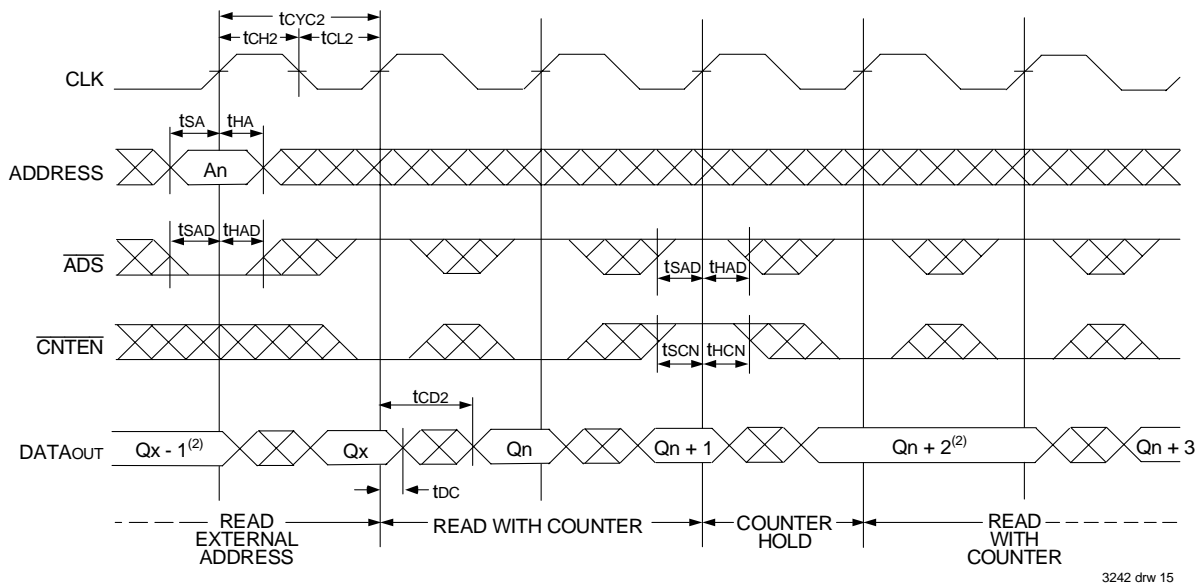 tCYC2
tCH2 tCL2
CLK
tSA tHA
ADDRESS An
tSAD tHAD
ADS
tSAD tHAD
CNTEN
tSCN tHCN
tCD2
DATAOUT Qx - 1(2) Qx Qn Qn + 1 Qn + 2(2) Qn + 3
tDC
READ EXTERNAL ADDRESS
READ WITH COUNTER
COUNTER HOLD
READ WITH COUNTER
3242 drw 15